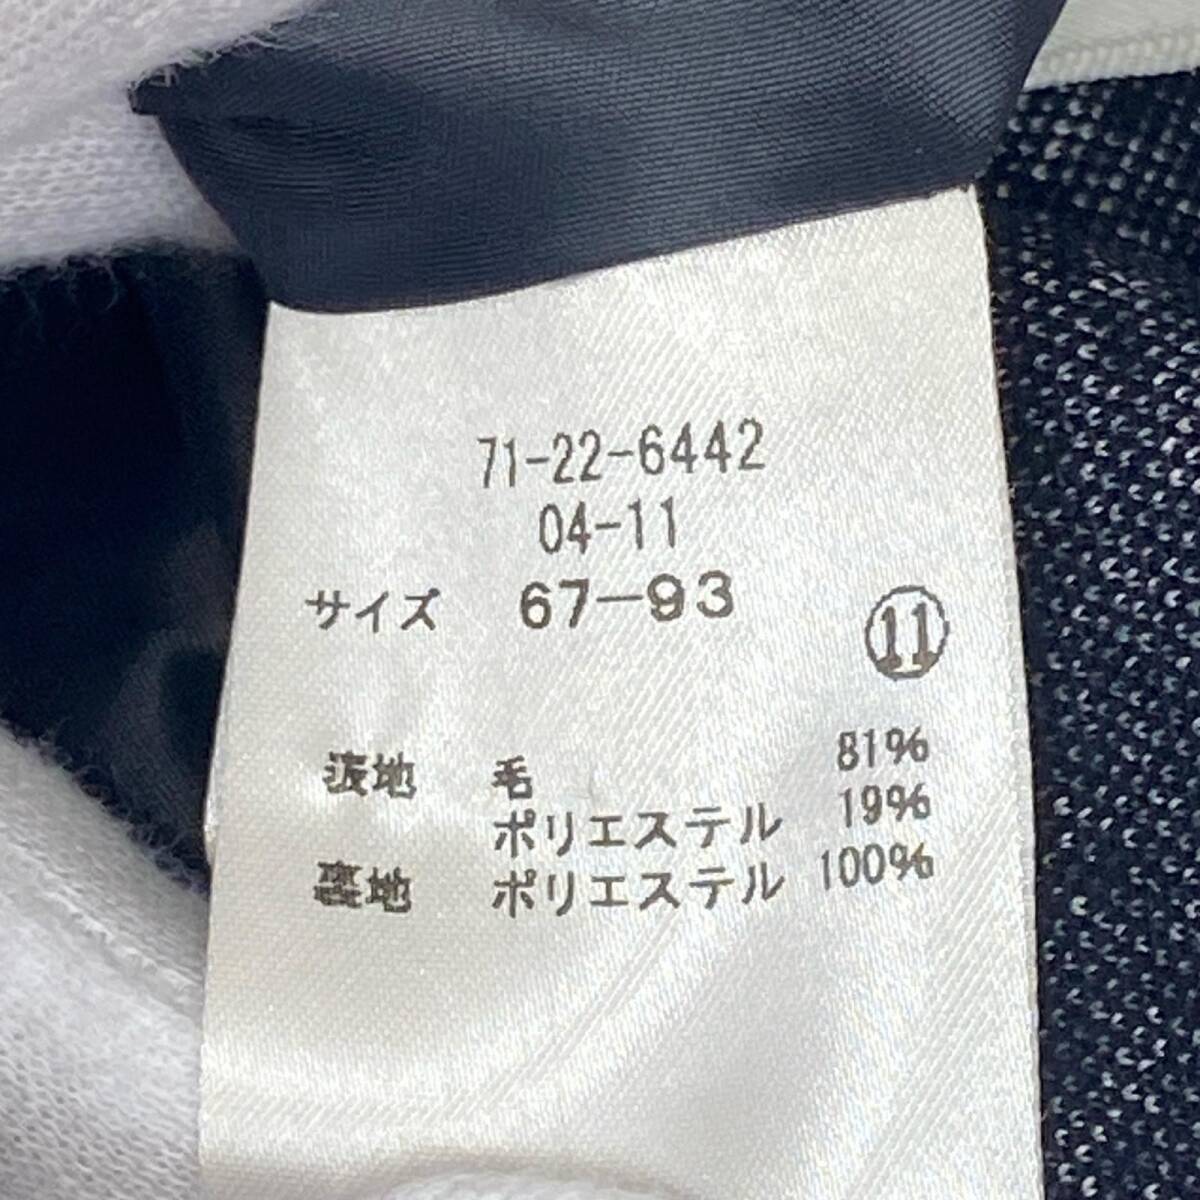 71-22-6442
04-11
サイズ 67-93
⑪
表地 毛 81%
ポリエステル 19%
裏地 ポリエステル 100%